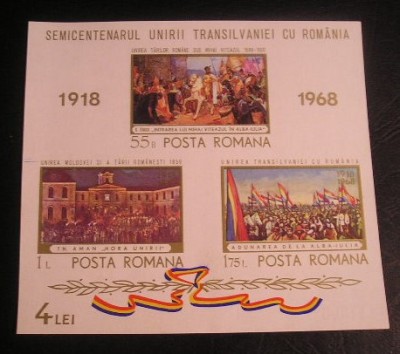 SEMICENTENARUL UNIRII TRANSILVANIEI CU ROMÂNIA
UNIREA ȚĂRILOR ROMÂNE SUB MIHAI VITEAZUL
1918
1968
"INTRAREA LUI MIHAI VITEAZUL ÎN ALBA IULIA"
55B
POSTA ROMANA
UNIREA MOLDOVEI ȘI A ȚĂRII ROMÂNEȘTI 1859
TH. AMAN "HORA UNIRII"
1L
POSTA ROMANA
UNIREA TRANSILVANIEI CU ROMÂNIA
1918
1968
ADUNAREA DE LA ALBA-IULIA
1.75L
POSTA ROMANA
4 LEI